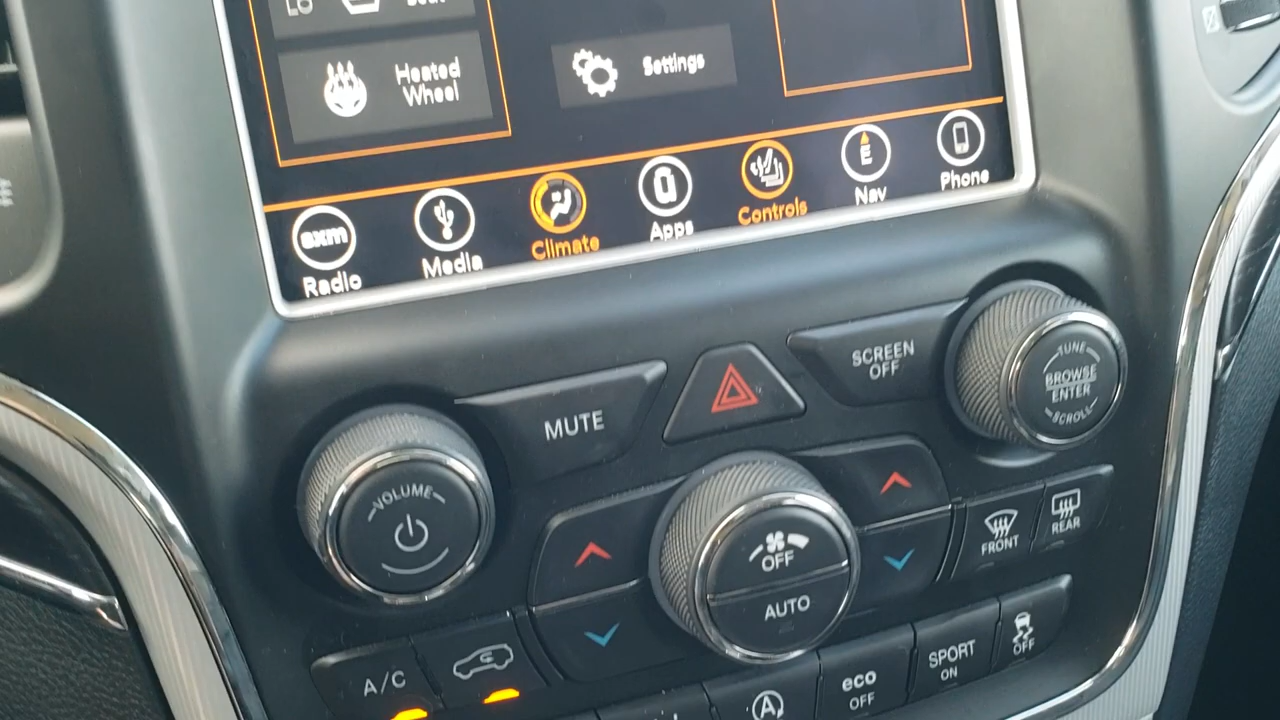 LO
Heated
Wheel
Settings
sxm
E
Radio
Media
Climate
Apps
Controls
Nav
Phone
MUTE
SCREEN
OFF
TUNE
BROWSE
ENTER
SCROLL
VOLUME
OFF
AUTO
FRONT
REAR
A/C
A
eco
OFF
SPORT
ON
OFF